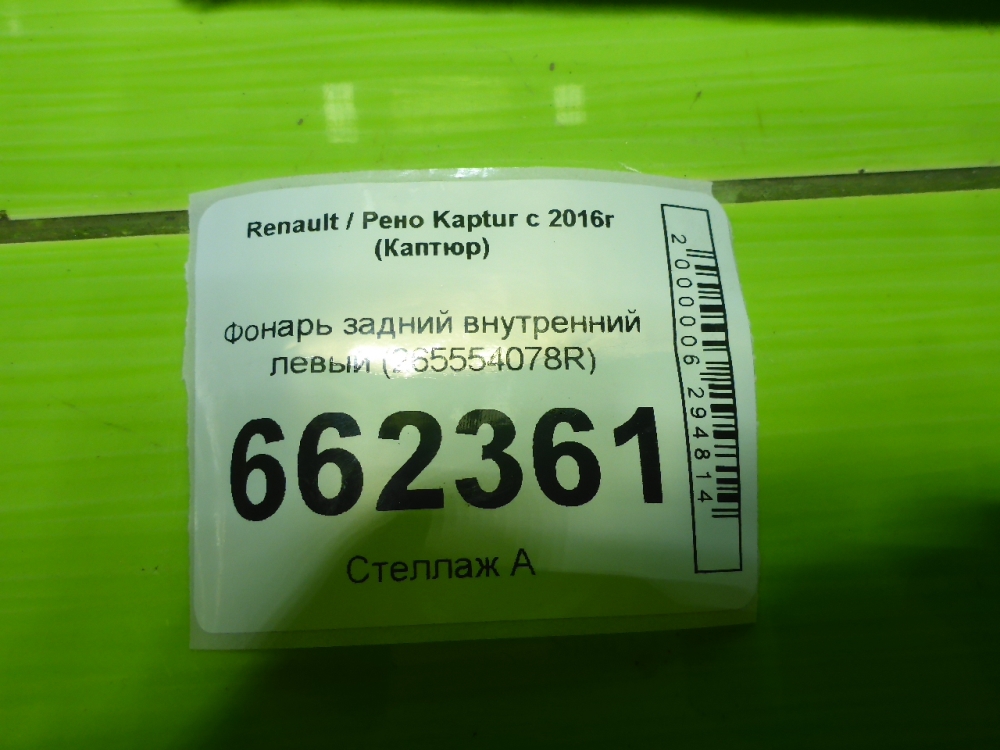 Renault / Рено Kaptur с 2016г
(Каптюр)
Фонарь задний внутренний
левый (265554078R)
662361
Стеллаж А
2000006294814